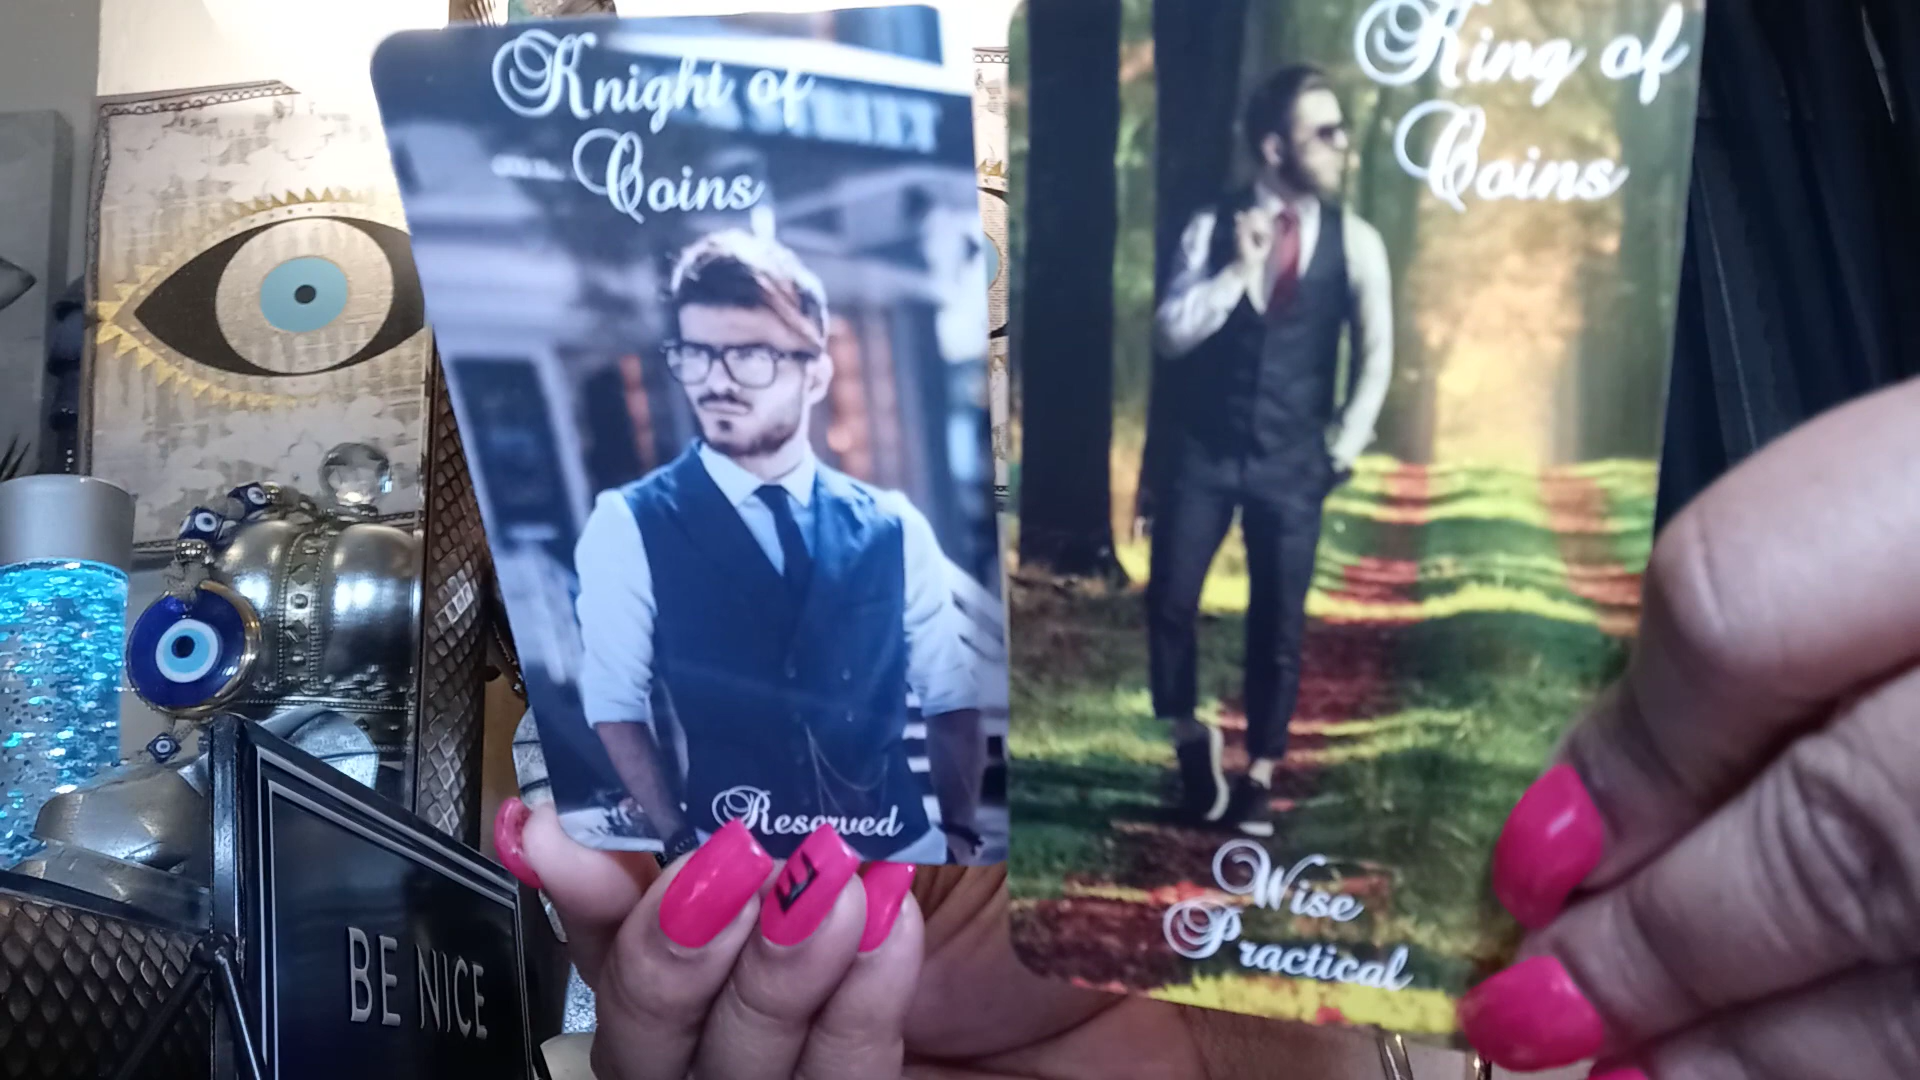 Knight of
Coins
Reserved
King of
Coins
Wise
Practical
BE NICE